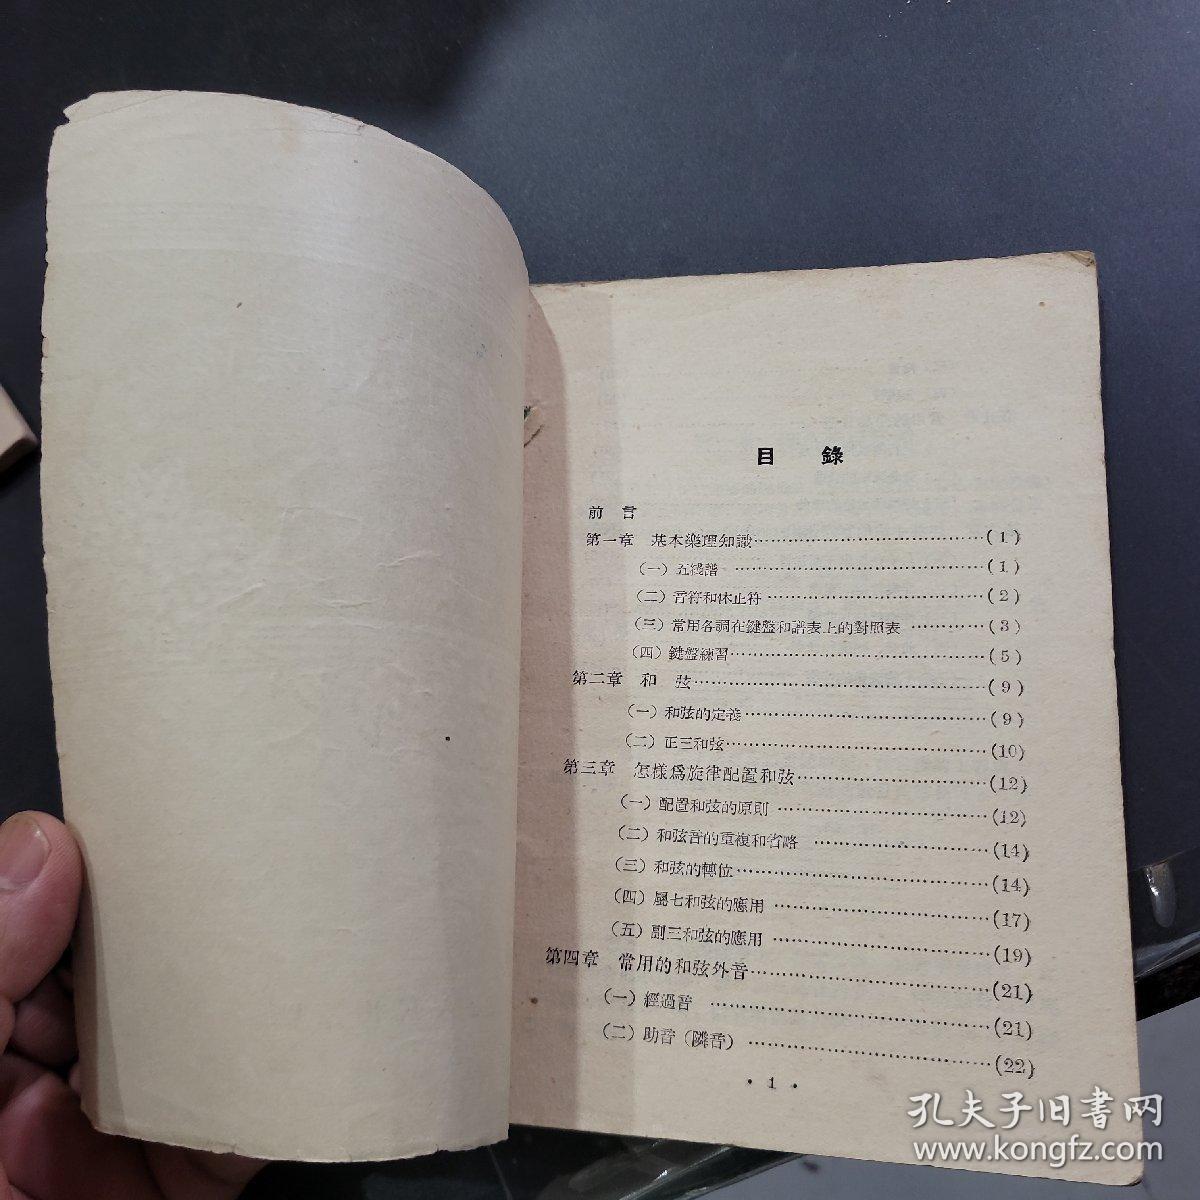 目錄
前言
第一章 基本樂理知識……(1)
(一)五綫譜……(1)
(二)音符和休止符……(2)
(三)常用各調在鍵盤和譜表上的對照表……(3)
(四)鍵盤練習……(5)
第二章 和弦……(9)
(一)和弦的定義……(9)
(二)正三和弦……(10)
第三章 怎樣爲旋律配置和弦……(12)
(一)配置和弦的原則……(12)
(二)和弦音的重複和省略……(14)
(三)和弦的轉位……(14)
(四)屬七和弦的應用……(17)
(五)副三和弦的應用……(19)
第四章 常用的和弦外音……(21)
(一)經過音……(21)
(二)助音(隣音)……(22)
·1·
孔夫子旧書网
www.kongfz.com